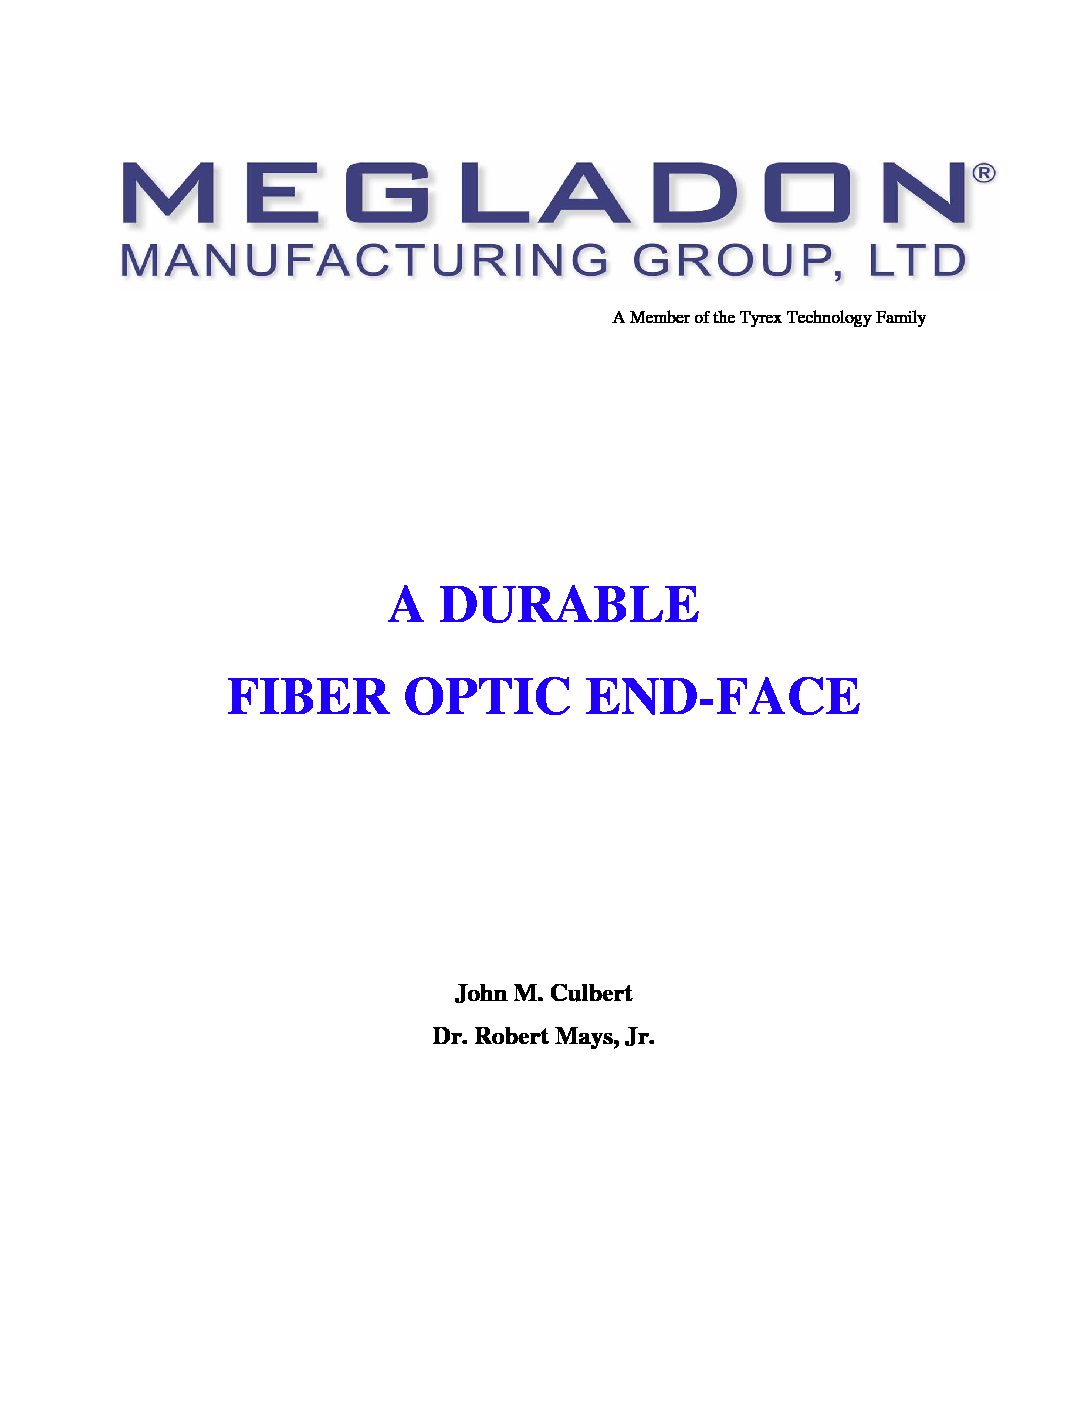 MEGLADON®
MANUFACTURING GROUP, LTD
A Member of the Tyrex Technology Family
A DURABLE
FIBER OPTIC END-FACE
John M. Culbert
Dr. Robert Mays, Jr.